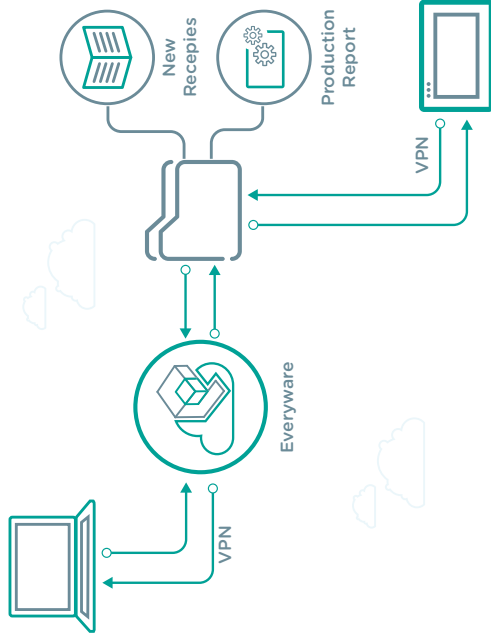 New
Recepies
Production
Report
VPN
Everyware
VPN